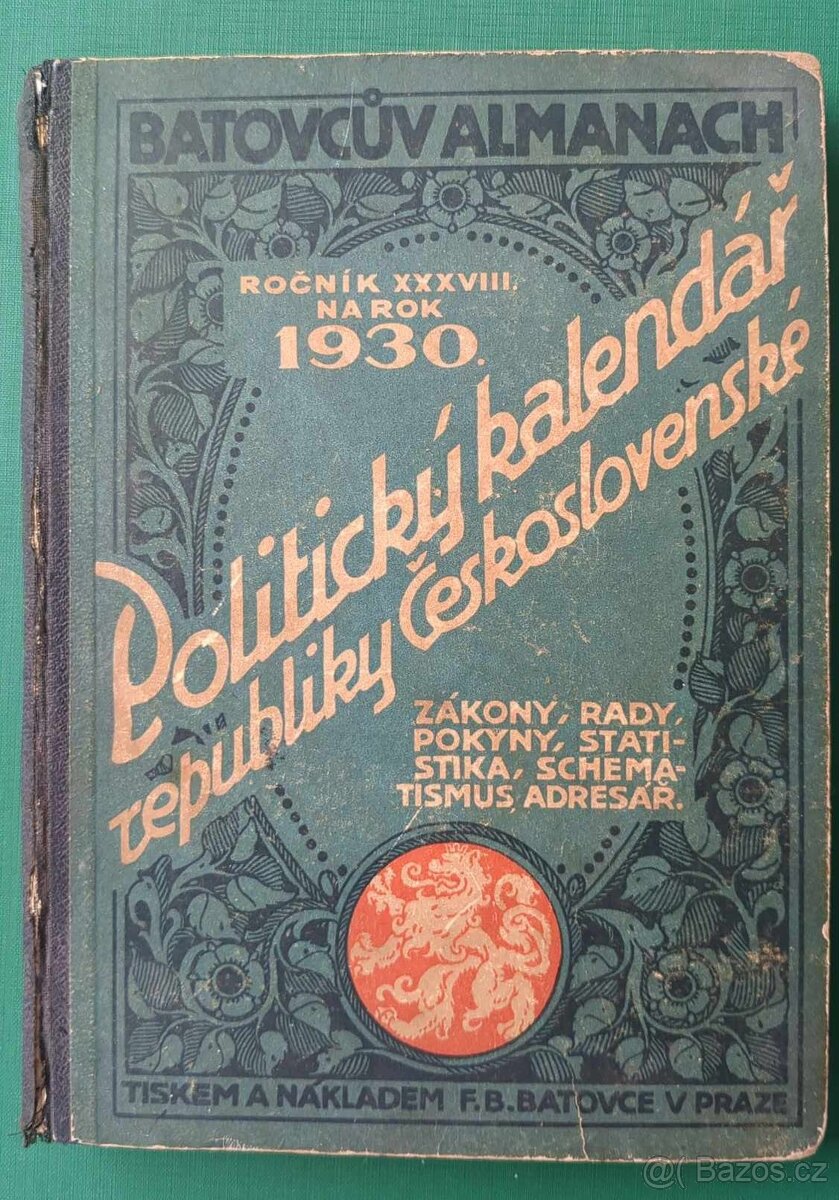 BATOVCŮV ALMANACH
ROČNÍK XXXVIII.
NA ROK
1930.
Politický kalendář
republiky Československé
ZÁKONY, RADY,
POKYNY, STATI-
STIKA, SCHEMA-
TISMUS, ADRESÁŘ.
TISKEM A NÁKLADEM F. B. BATOVCE V PRAZE
@( Bazos.cz